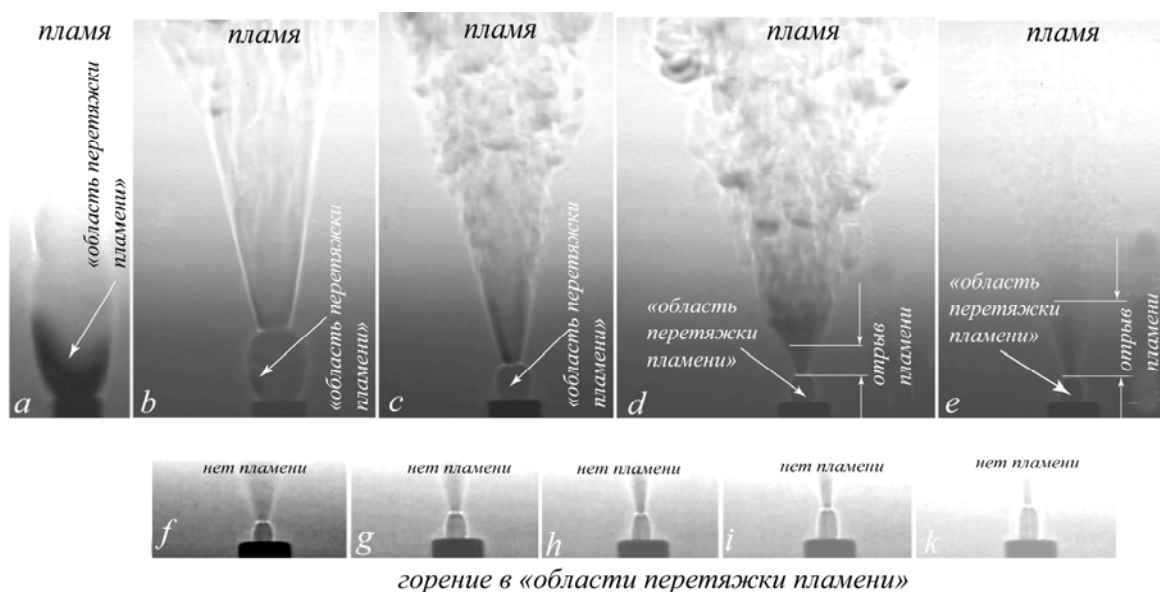 пламя
«область перетяжки
пламени»
a
пламя
«область перетяжки
пламени»
b
пламя
«область перетяжки
пламени»
c
пламя
«область
перетяжки
пламени»
отрыв
пламени
d
пламя
«область
перетяжки
пламени»
отрыв
пламени
e
нет пламени
f
нет пламени
g
нет пламени
h
нет пламени
i
нет пламени
k
горение в «области перетяжки пламени»